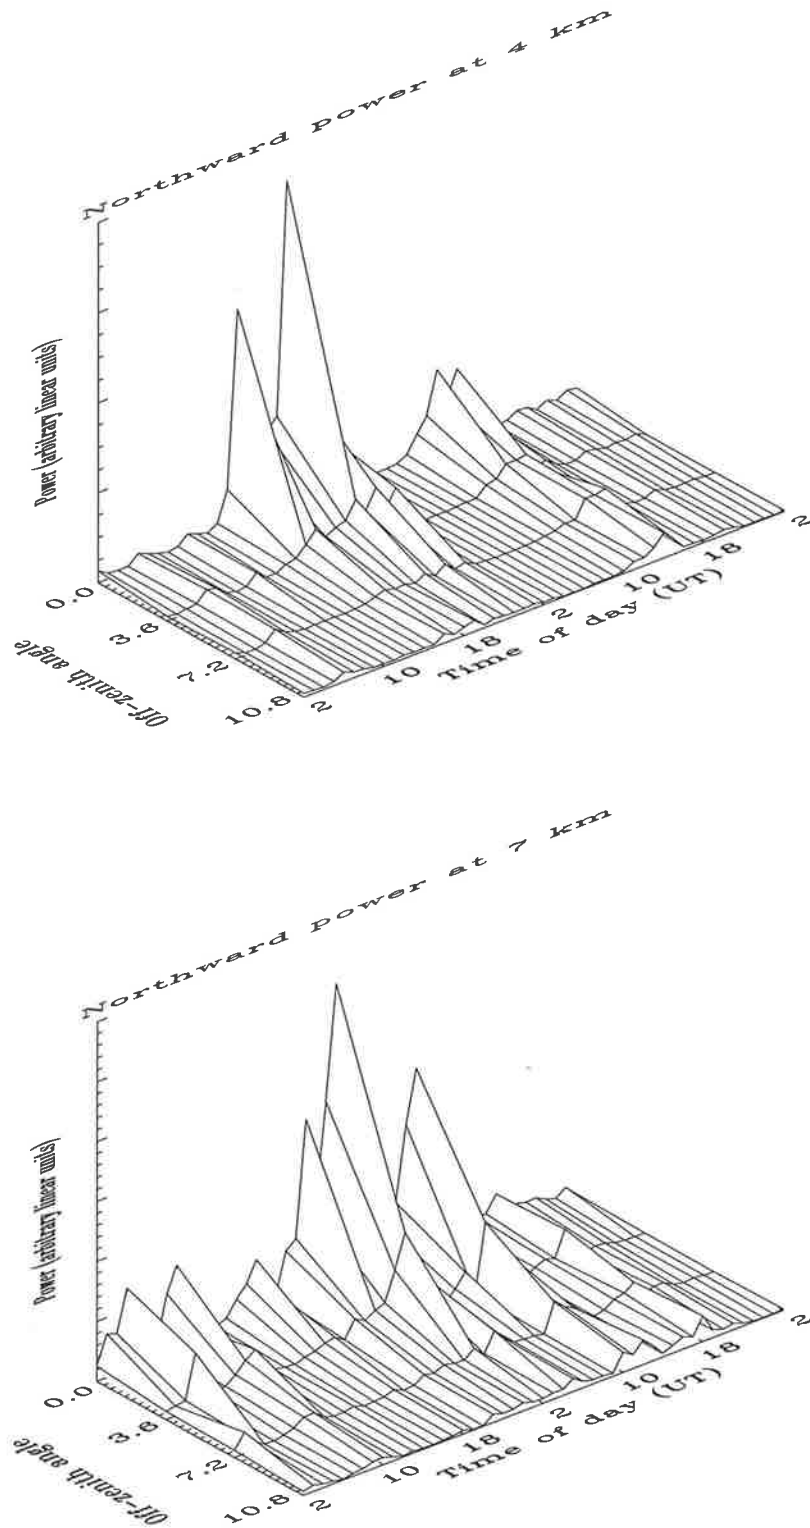 Northward power at 4 km
Power (arbitrary linear units)
0.0
3.6
7.2
10.8
Off-zenith angle
2
10
18
2
10
18
2
Time of day (UT)
Northward power at 7 km
Power (arbitrary linear units)
0.0
3.6
7.2
10.8
Off-zenith angle
2
10
18
2
10
18
2
Time of day (UT)